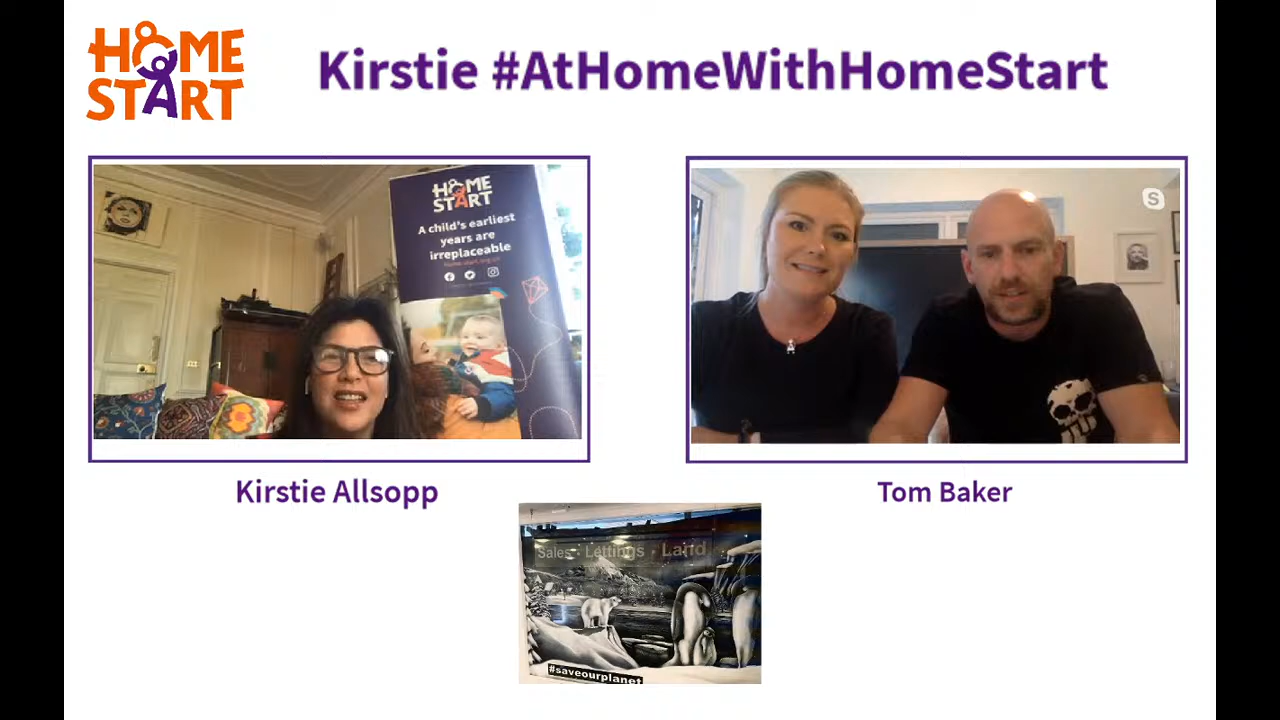 HOME
START
Kirstie #AtHomeWithHomeStart
HOME
START
A child's earliest
years are
irreplaceable
S
Kirstie Allsopp
Tom Baker
Sales · Lettings · Land
#saveourplanet